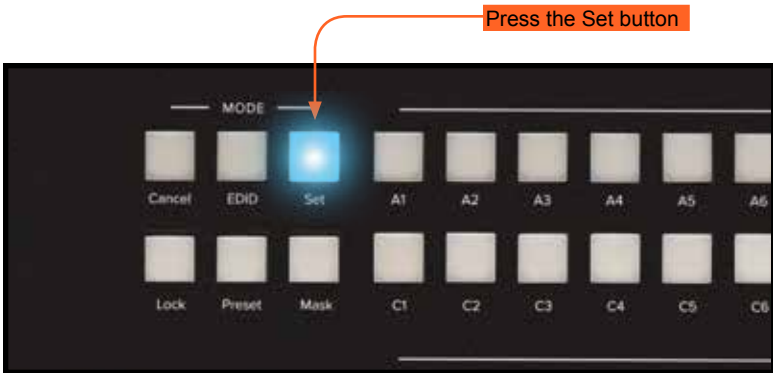 Press the Set button
MODE
Cancel EDID Set A1 A2 A3 A4 A5 A6
Lock Preset Mask C1 C2 C3 C4 C5 C6